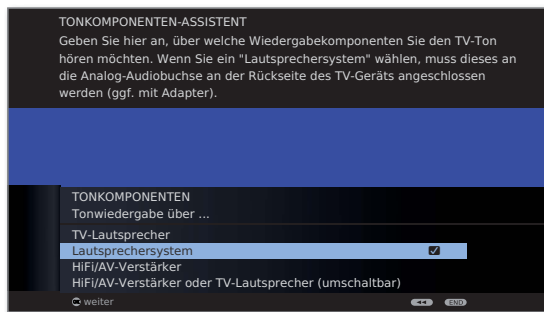 TONKOMPONENTEN-ASSISTENT
Geben Sie hier an, über welche Wiedergabekomponenten Sie den TV-Ton
hören möchten. Wenn Sie ein "Lautsprechersystem" wählen, muss dieses an
die Analog-Audiobuchse an der Rückseite des TV-Geräts angeschlossen
werden (ggf. mit Adapter).
TONKOMPONENTEN
Tonwiedergabe über ...
TV-Lautsprecher
Lautsprechersystem
HiFi/AV-Verstärker
HiFi/AV-Verstärker oder TV-Lautsprecher (umschaltbar)
weiter END